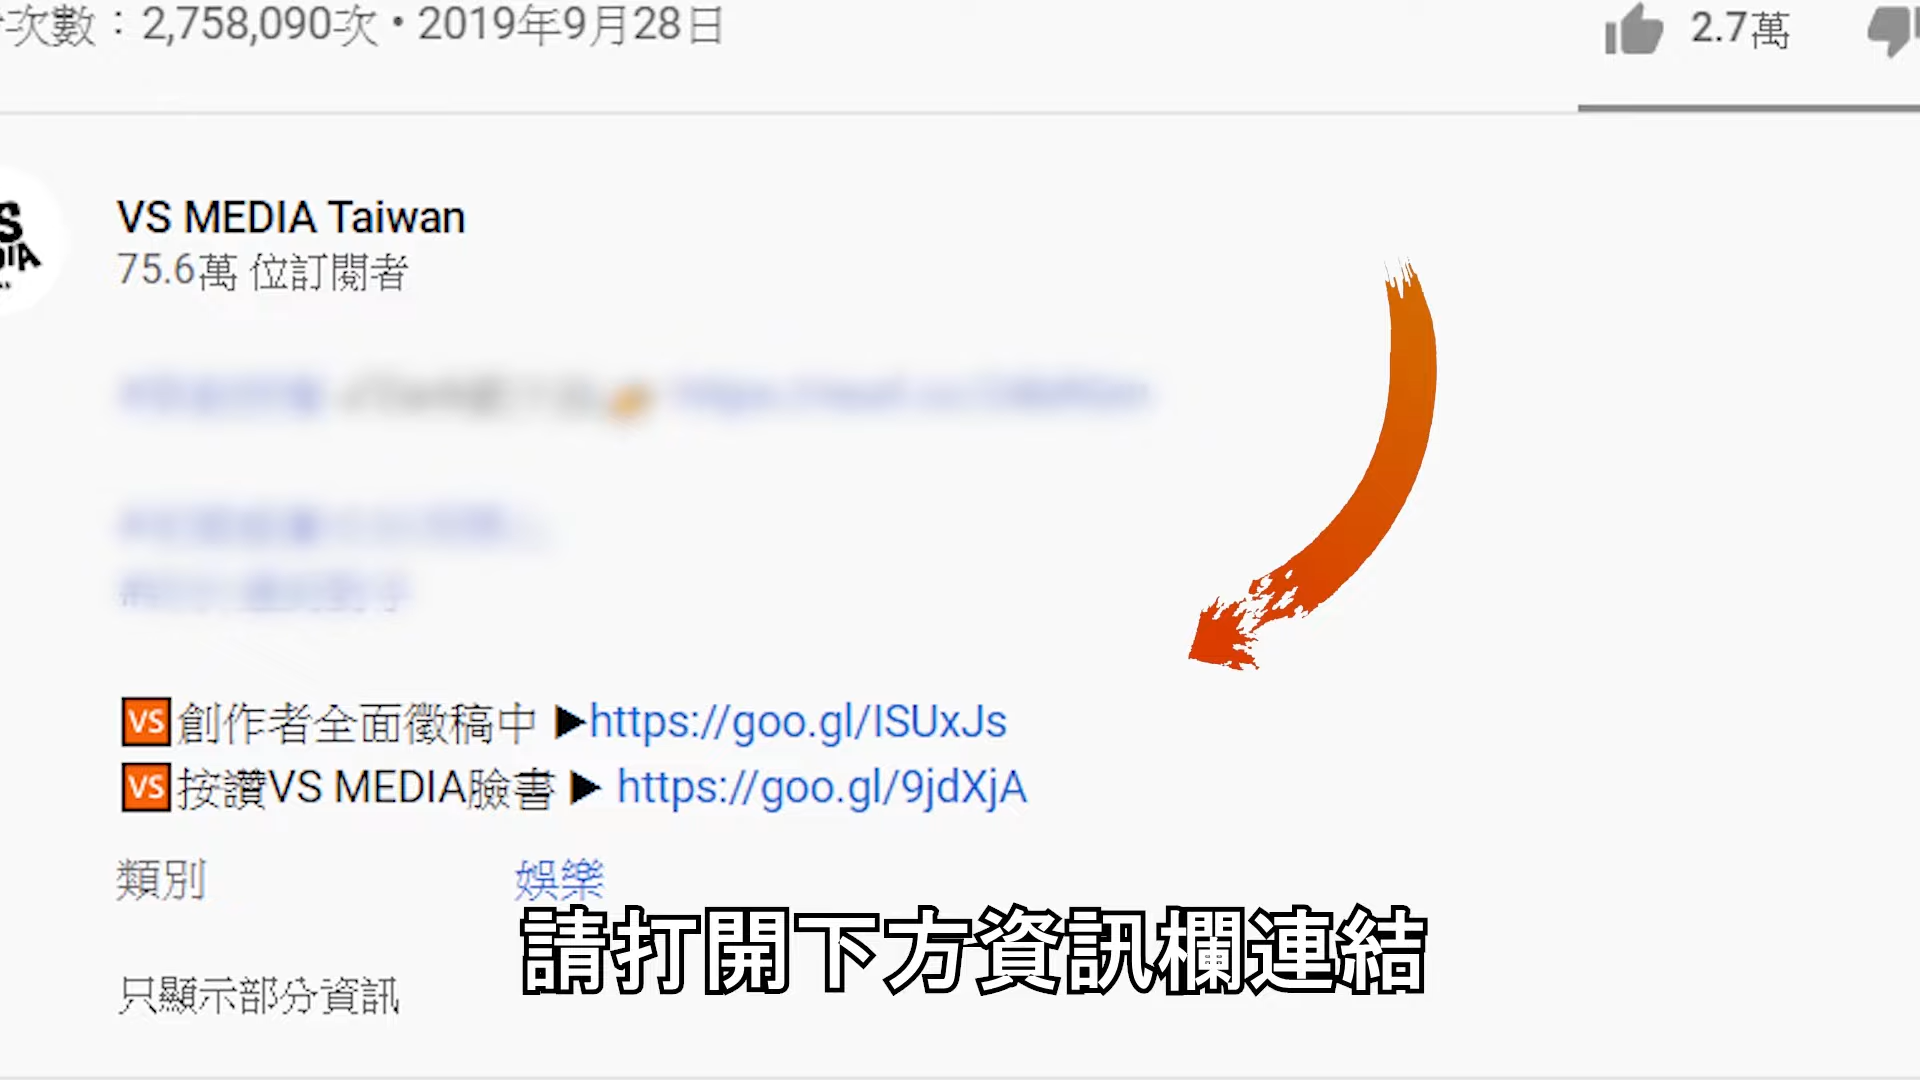 次數：2,758,090次 • 2019年9月28日
2.7萬
VS MEDIA Taiwan
75.6萬 位訂閱者
VS創作者全面徵稿中 ▶https://goo.gl/ISUxJs
VS按讚VS MEDIA臉書 ▶ https://goo.gl/9jdXjA
類別 娛樂
請打開下方資訊欄連結
只顯示部分資訊